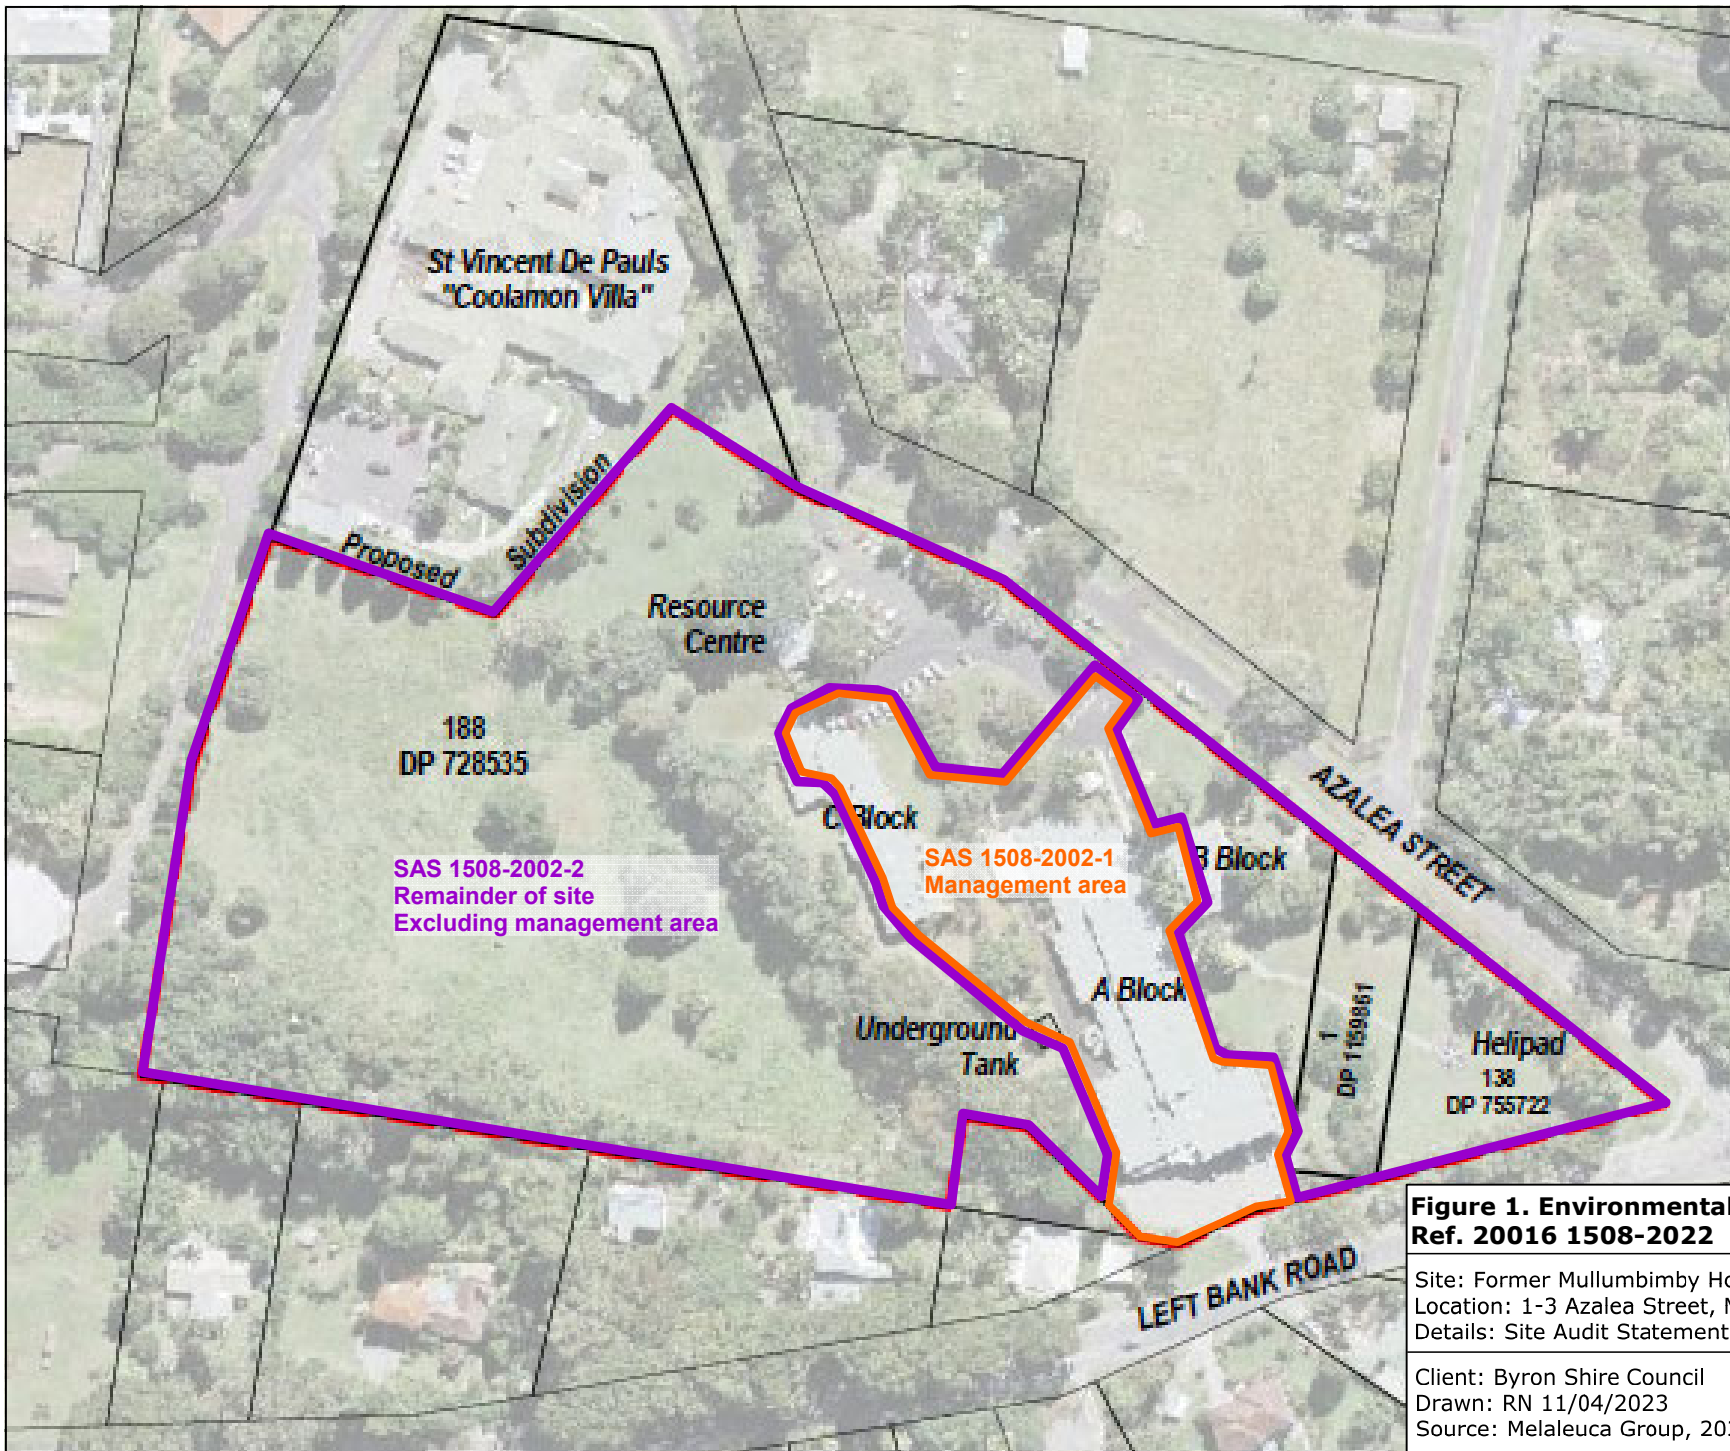 St Vincent De Pauls
"Coolamon Villa"
Proposed
Subdivision
Resource
Centre
188
DP 728535
C Block
SAS 1508-2002-1
Management area
B Block
SAS 1508-2002-2
Remainder of site
Excluding management area
AZALEA STREET
A Block
Underground
Tank
1
DP 1159861
Helipad
138
DP 755722
LEFT BANK ROAD
Figure 1. Environmental
Ref. 20016 1508-2022
Site: Former Mullumbimby Ho
Location: 1-3 Azalea Street,
Details: Site Audit Statement
Client: Byron Shire Council
Drawn: RN 11/04/2023
Source: Melaleuca Group, 20